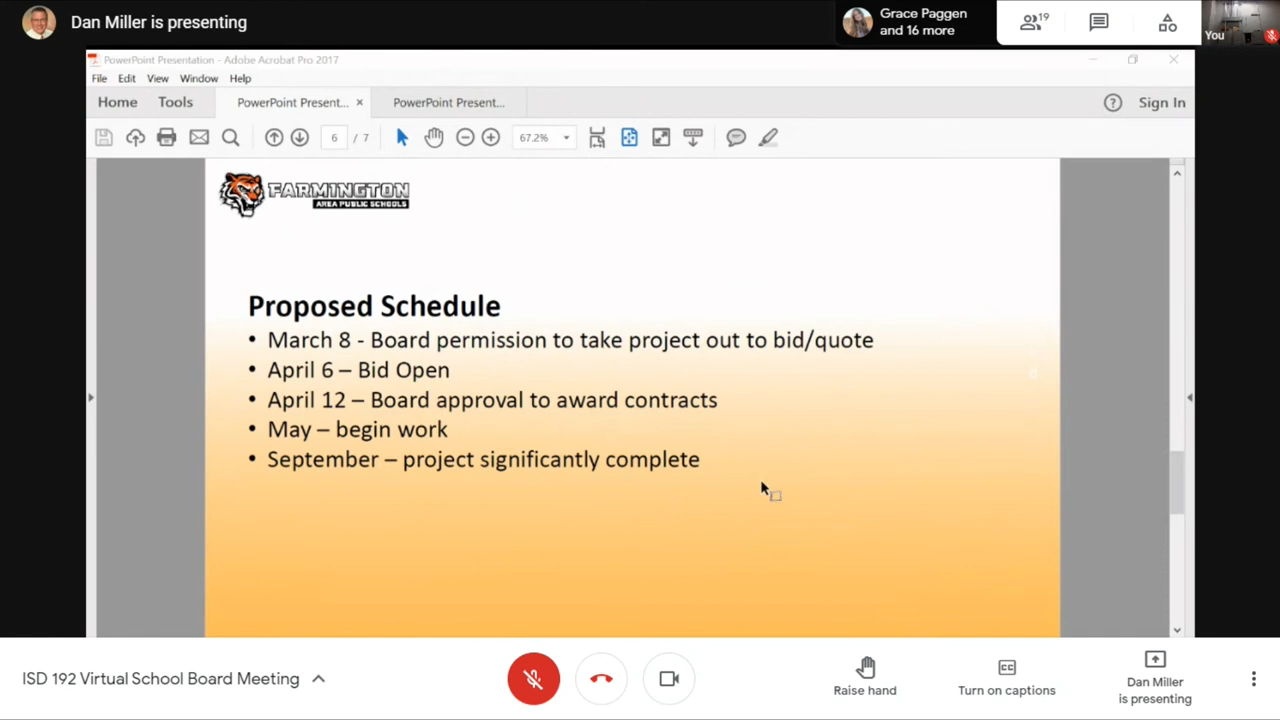 Dan Miller is presenting
Grace Paggen
and 16 more
19
You
PowerPoint Presentation - Adobe Acrobat Pro 2017
File Edit View Window Help
Home Tools PowerPoint Present... × PowerPoint Present... Sign In
6 / 7 67.2%
FARMINGTON
AREA PUBLIC SCHOOLS
Proposed Schedule
• March 8 - Board permission to take project out to bid/quote
• April 6 – Bid Open
• April 12 – Board approval to award contracts
• May – begin work
• September – project significantly complete
ISD 192 Virtual School Board Meeting
Raise hand
CC
Turn on captions
Dan Miller
is presenting